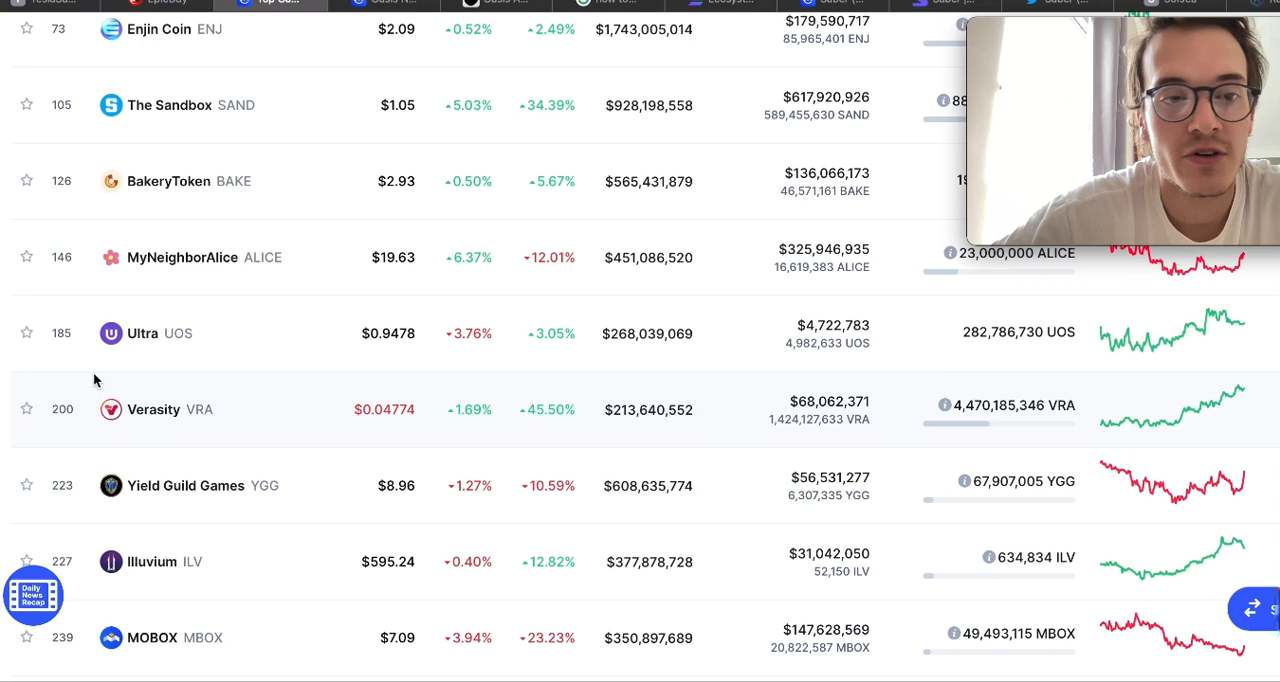 73 Enjin Coin ENJ $2.09 0.52% 2.49% $1,743,005,014 $179,590,717
85,965,401 ENJ
105 The Sandbox SAND $1.05 5.03% 34.39% $928,198,558 $617,920,926
589,455,630 SAND
126 BakeryToken BAKE $2.93 0.50% 5.67% $565,431,879 $136,066,173
46,571,161 BAKE
146 MyNeighborAlice ALICE $19.63 6.37% 12.01% $451,086,520 $325,946,935 23,000,000 ALICE
16,619,383 ALICE
185 Ultra UOS $0.9478 3.76% 3.05% $268,039,069 $4,722,783 282,786,730 UOS
4,982,633 UOS
200 Verasity VRA $0.04774 1.69% 45.50% $213,640,552 $68,062,371 4,470,185,346 VRA
1,424,127,633 VRA
223 Yield Guild Games YGG $8.96 1.27% 10.59% $608,635,774 $56,531,277 67,907,005 YGG
6,307,335 YGG
227 Illuvium ILV $595.24 0.40% 12.82% $377,878,728 $31,042,050 634,834 ILV
52,150 ILV
Daily
News
Recap
239 MOBOX MBOX $7.09 3.94% 23.23% $350,897,689 $147,628,569 49,493,115 MBOX
20,822,587 MBOX